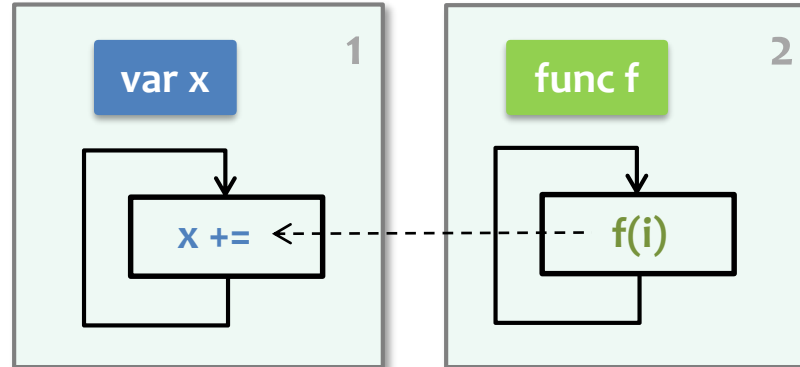 1
var x
x +=
2
func f
f(i)